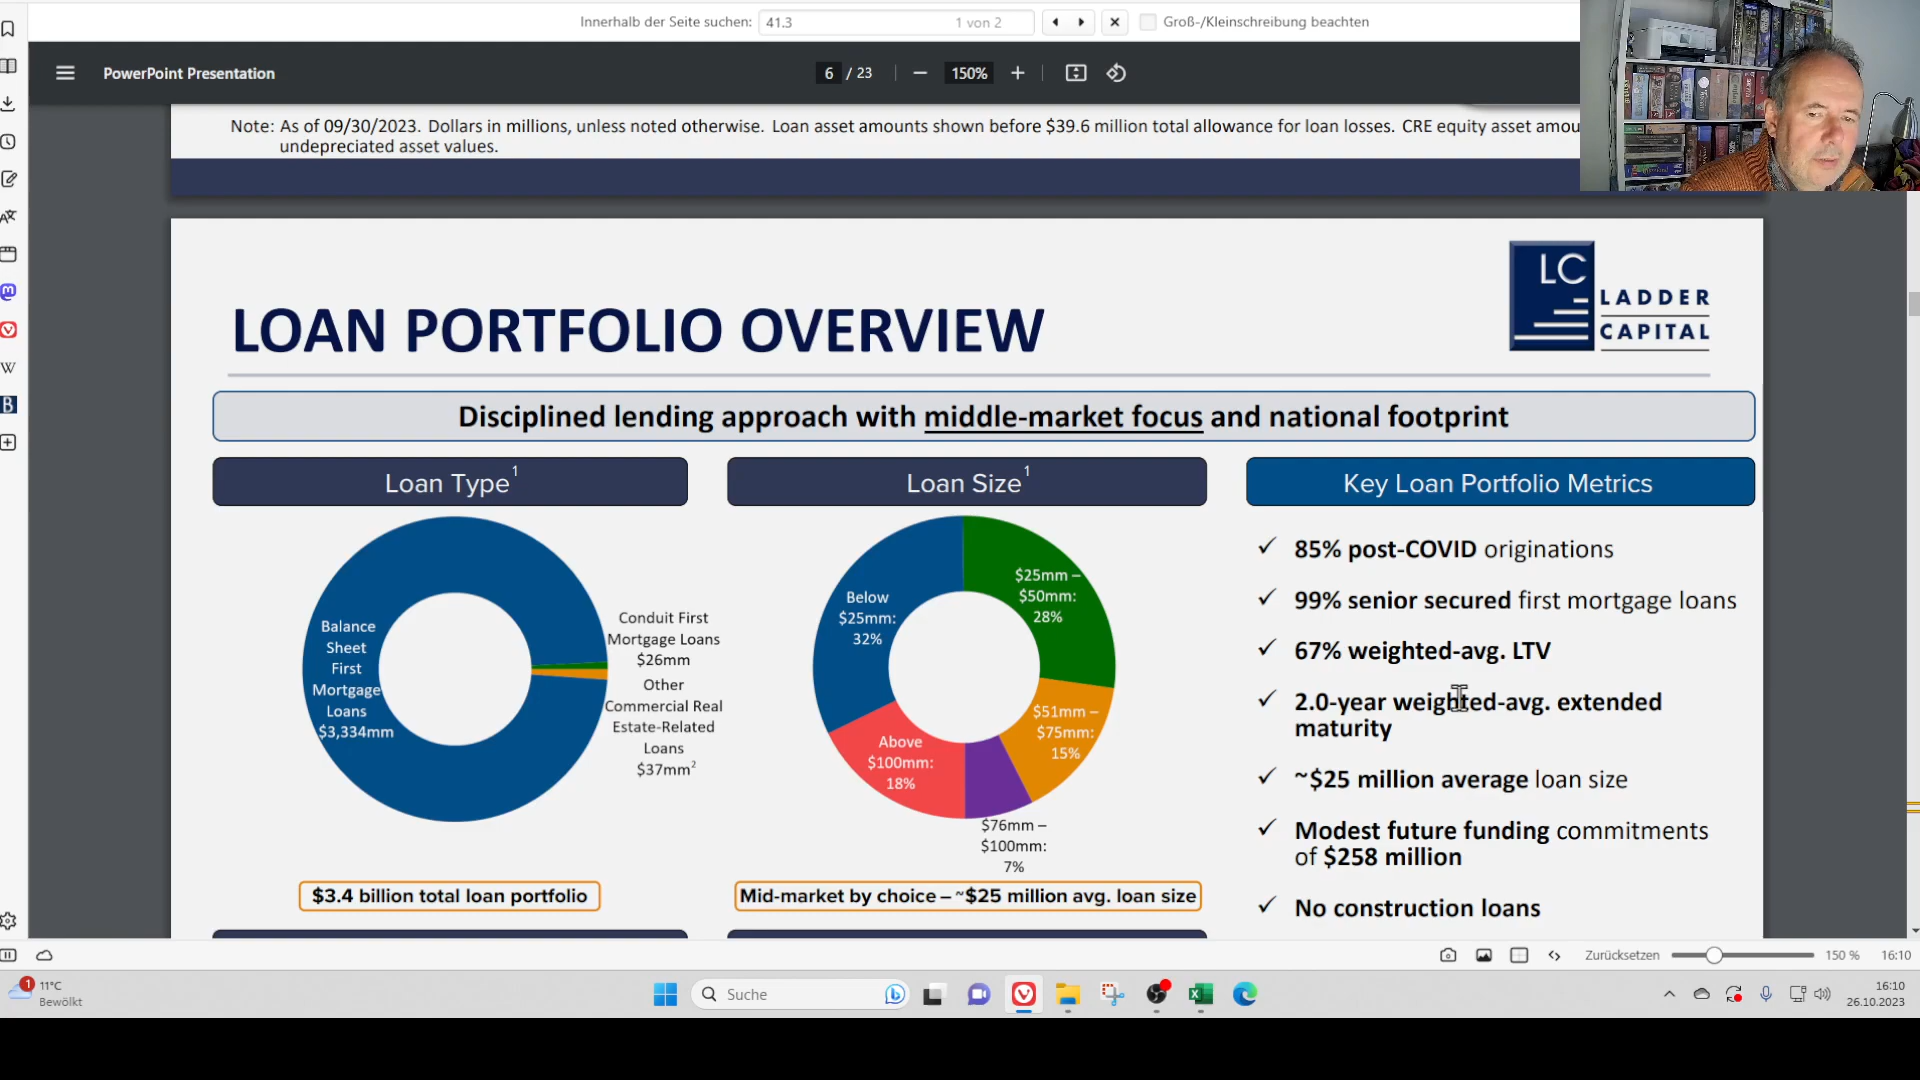 Innerhalb der Seite suchen:
41.3
1 von 2
Groß-/Kleinschreibung beachten
PowerPoint Presentation
6 / 23
150%
Note: As of 09/30/2023. Dollars in millions, unless noted otherwise. Loan asset amounts shown before $39.6 million total allowance for loan losses. CRE equity asset amou
undepreciated asset values.
LC
LADDER
CAPITAL
LOAN PORTFOLIO OVERVIEW
Disciplined lending approach with middle-market focus and national footprint
Loan Type1
Balance
Sheet
First
Mortgage
Loans
$3,334mm
Conduit First
Mortgage Loans
$26mm
Other
Commercial Real
Estate-Related
Loans
$37mm2
$3.4 billion total loan portfolio
Loan Size1
Below
$25mm:
32%
$25mm –
$50mm:
28%
$51mm –
$75mm:
15%
Above
$100mm:
18%
$76mm –
$100mm:
7%
Mid-market by choice – ~$25 million avg. loan size
Key Loan Portfolio Metrics
✓ 85% post-COVID originations
✓ 99% senior secured first mortgage loans
✓ 67% weighted-avg. LTV
✓ 2.0-year weighted-avg. extended
maturity
✓ ~$25 million average loan size
✓ Modest future funding commitments
of $258 million
✓ No construction loans
Zurücksetzen
150 %
16:10
1
11°C
Bewölkt
Suche
16:10
26.10.2023